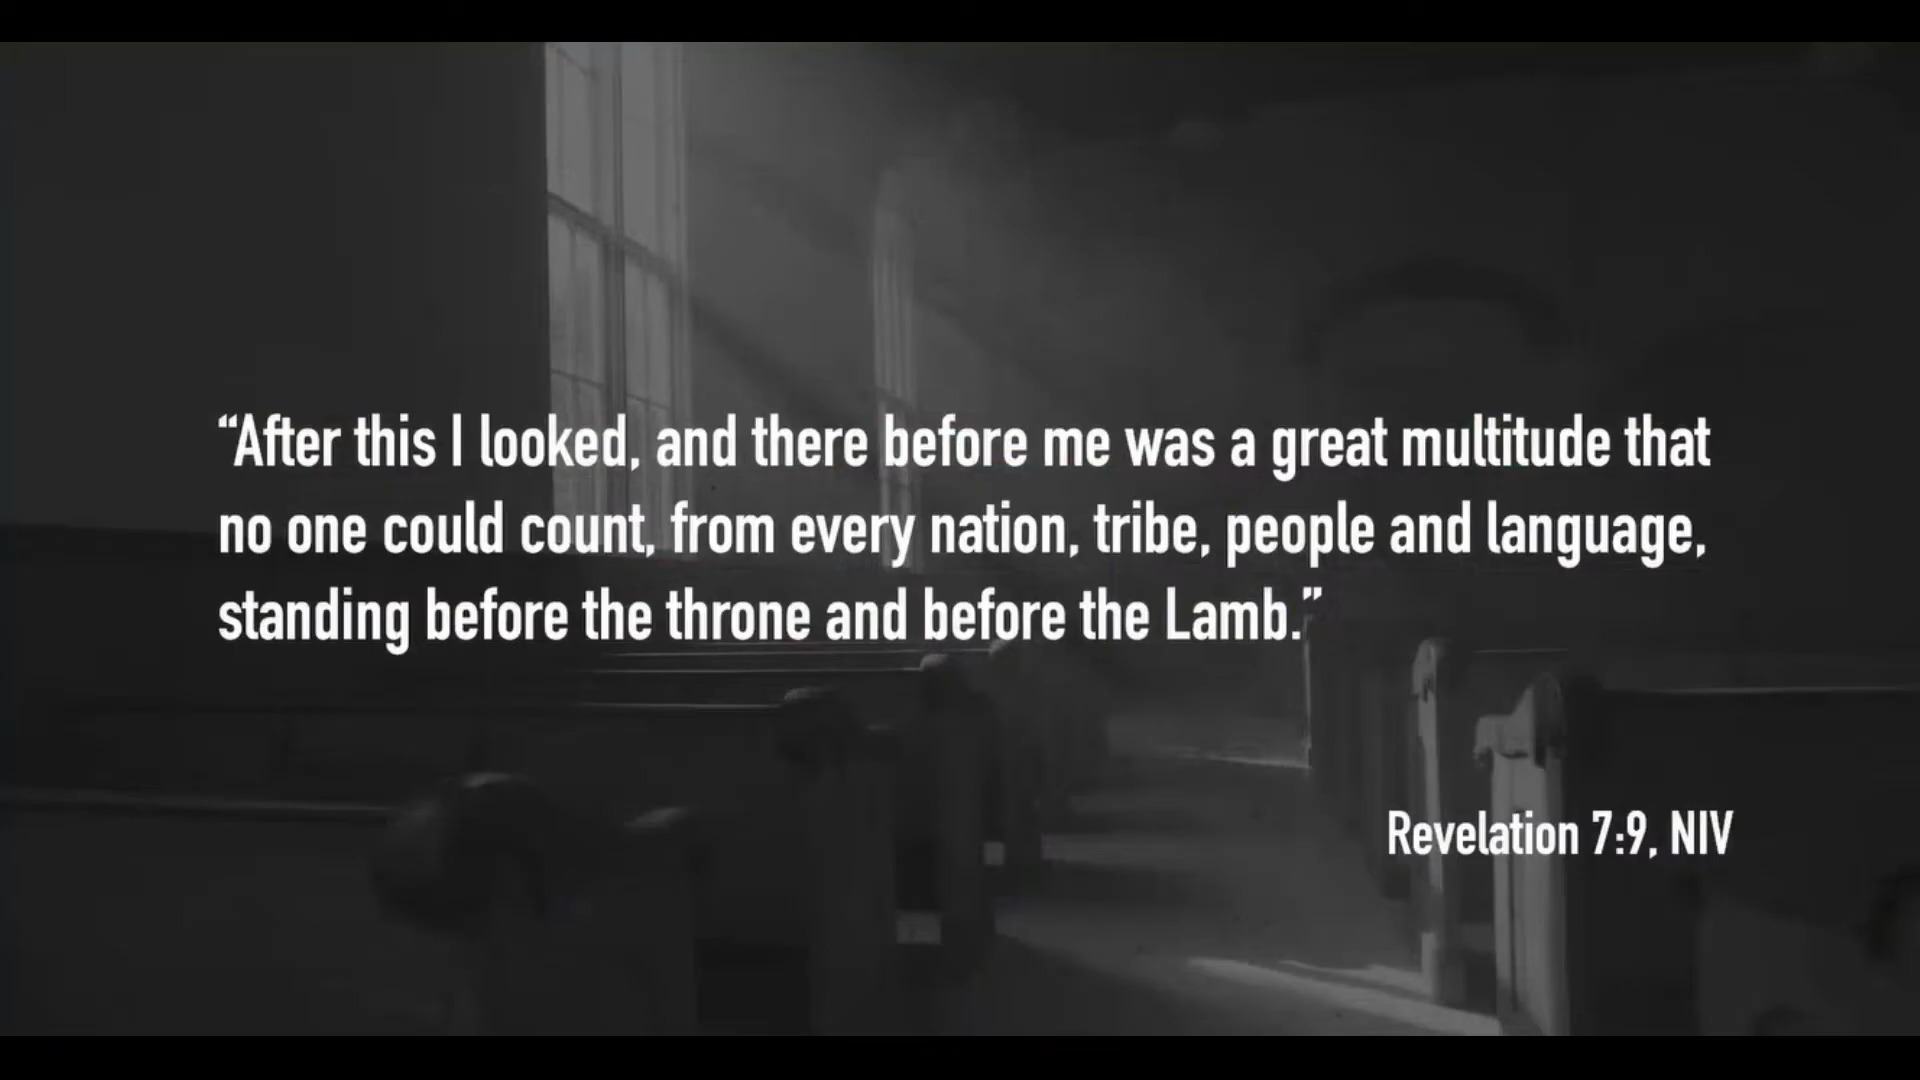 “After this I looked, and there before me was a great multitude that
no one could count, from every nation, tribe, people and language,
standing before the throne and before the Lamb.”
Revelation 7:9, NIV